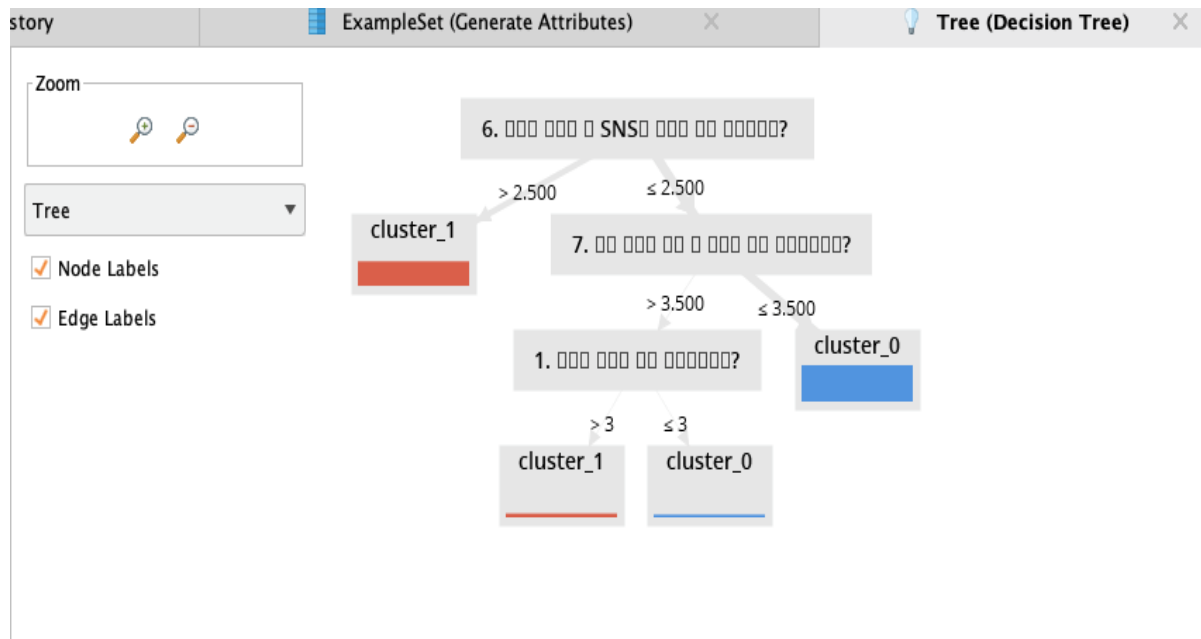 story
ExampleSet (Generate Attributes)
Tree (Decision Tree)
Zoom
Tree
Node Labels
Edge Labels
6. SNS ?
> 2.500
≤ 2.500
cluster_1
7. ?
> 3.500
≤ 3.500
1. ?
cluster_0
> 3
≤ 3
cluster_1
cluster_0